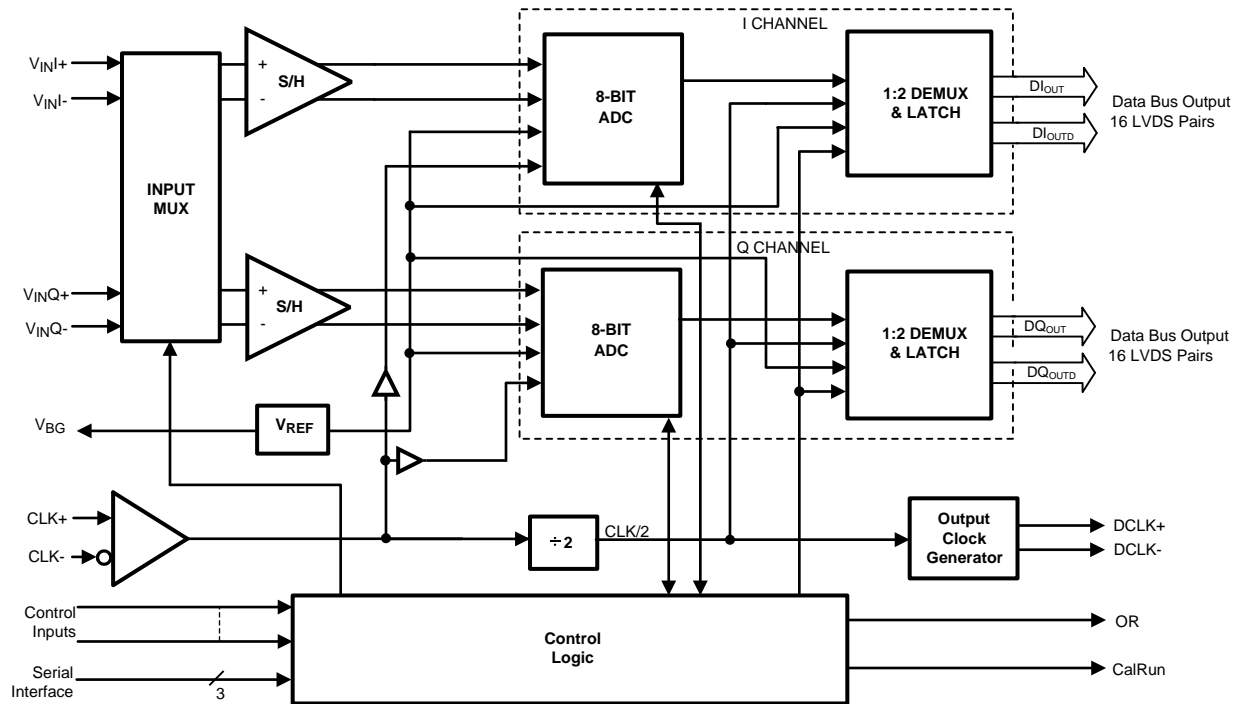 I CHANNEL
VINI+
VINI-
+
S/H
-
8-BIT
ADC
1:2 DEMUX
& LATCH
DIOUT
DIOUTD
Data Bus Output
16 LVDS Pairs
INPUT
MUX
Q CHANNEL
VINQ+
VINQ-
+
S/H
-
8-BIT
ADC
1:2 DEMUX
& LATCH
DQOUT
DQOUTD
Data Bus Output
16 LVDS Pairs
VBG
VREF
CLK+
CLK-
÷2
CLK/2
Output
Clock
Generator
DCLK+
DCLK-
Control
Inputs
Serial
Interface
3
Control
Logic
OR
CalRun